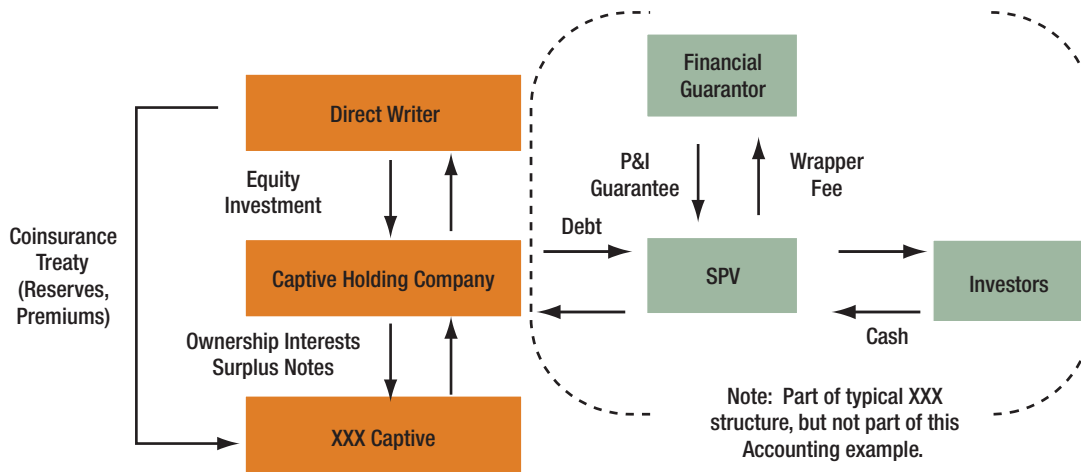 Financial
Guarantor
Direct Writer
P&I
Guarantee
Wrapper
Fee
Equity
Investment
Coinsurance
Treaty
(Reserves,
Premiums)
Debt
Captive Holding Company
SPV
Investors
Cash
Ownership Interests
Surplus Notes
XXX Captive
Note: Part of typical XXX
structure, but not part of this
Accounting example.